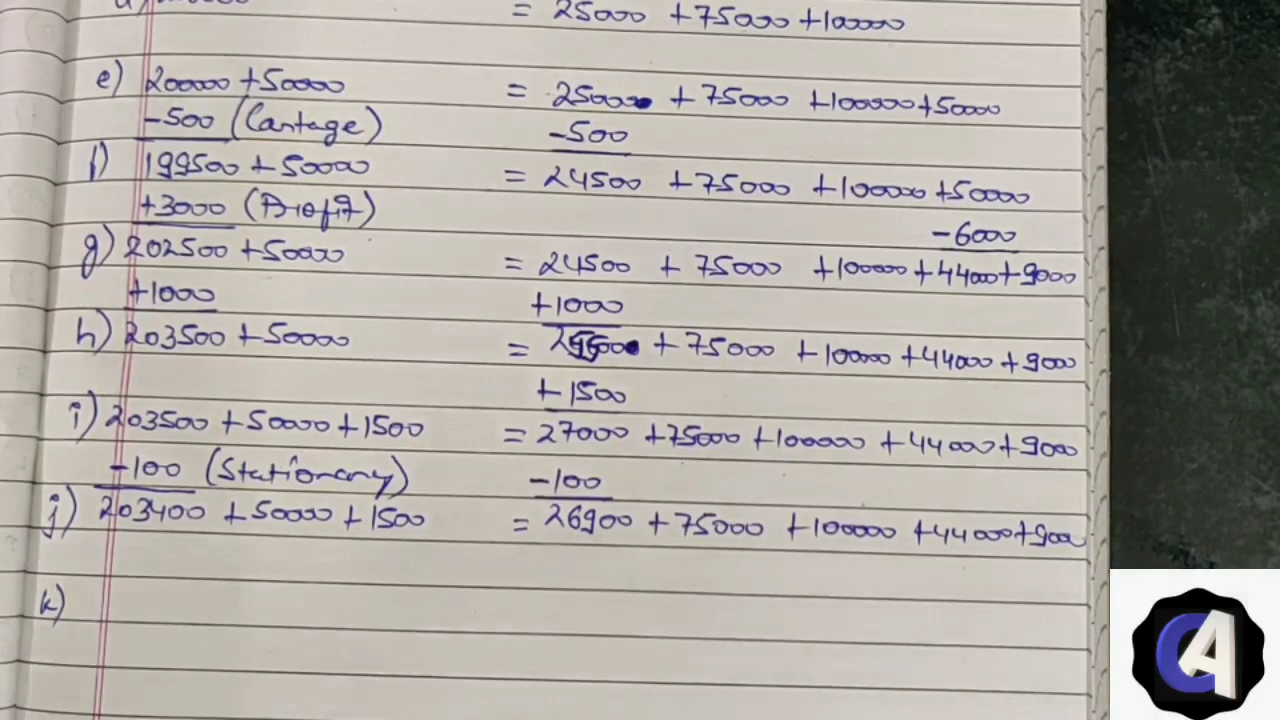 = 25000 +75000 +100000
e) 200000 +50000 = 25000 +75000 +100000+50000
-500 (Cartage) -500
f) 199500 +50000 = 24500 +75000 +100000 +50000
+3000 (Profit) -6000
g) 202500 +50000 = 24500 + 75000 +100000 +44000 +9000
+1000 +1000
h) 203500 +50000 = 25500 +75000 +100000 +44000 +9000
+1500
i) 203500 +50000 +1500 = 27000 +75000 +100000 +44000 +9000
-100 (Stationary) -100
j) 203400 +50000 +1500 = 26900 +75000 +100000 +44000+9000
k)
CA